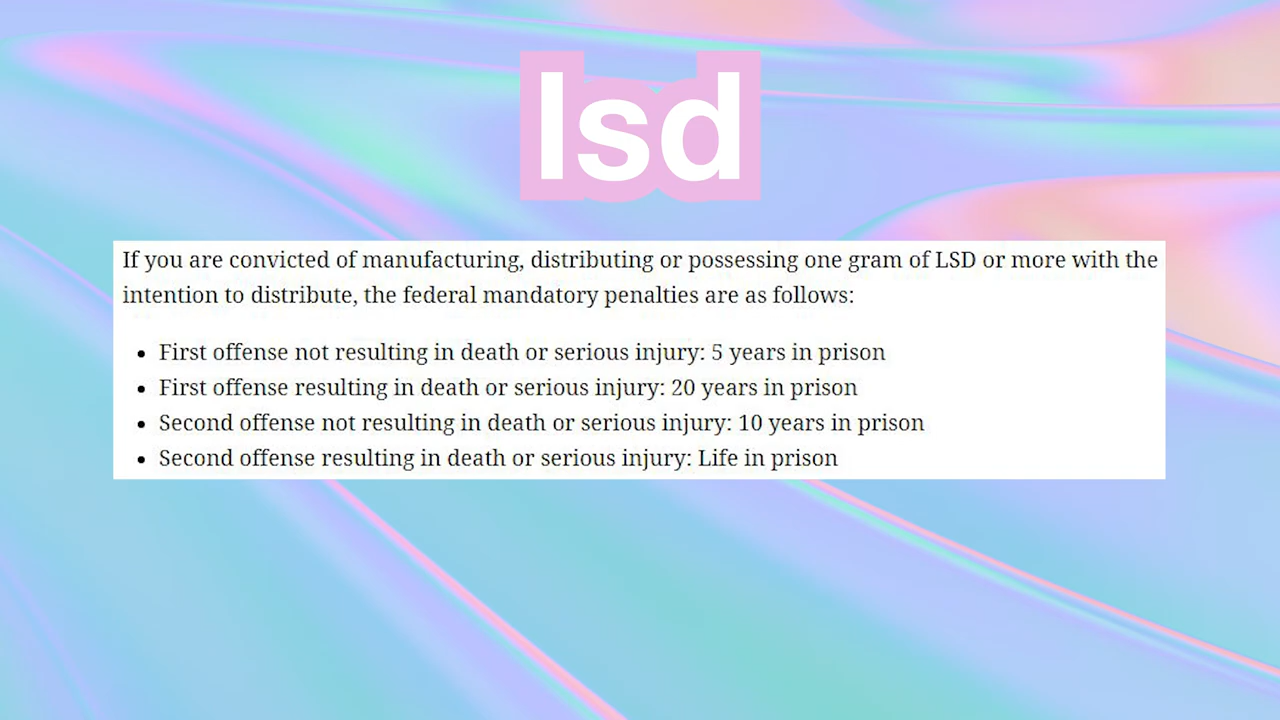 lsd
If you are convicted of manufacturing, distributing or possessing one gram of LSD or more with the
intention to distribute, the federal mandatory penalties are as follows:
• First offense not resulting in death or serious injury: 5 years in prison
• First offense resulting in death or serious injury: 20 years in prison
• Second offense not resulting in death or serious injury: 10 years in prison
• Second offense resulting in death or serious injury: Life in prison